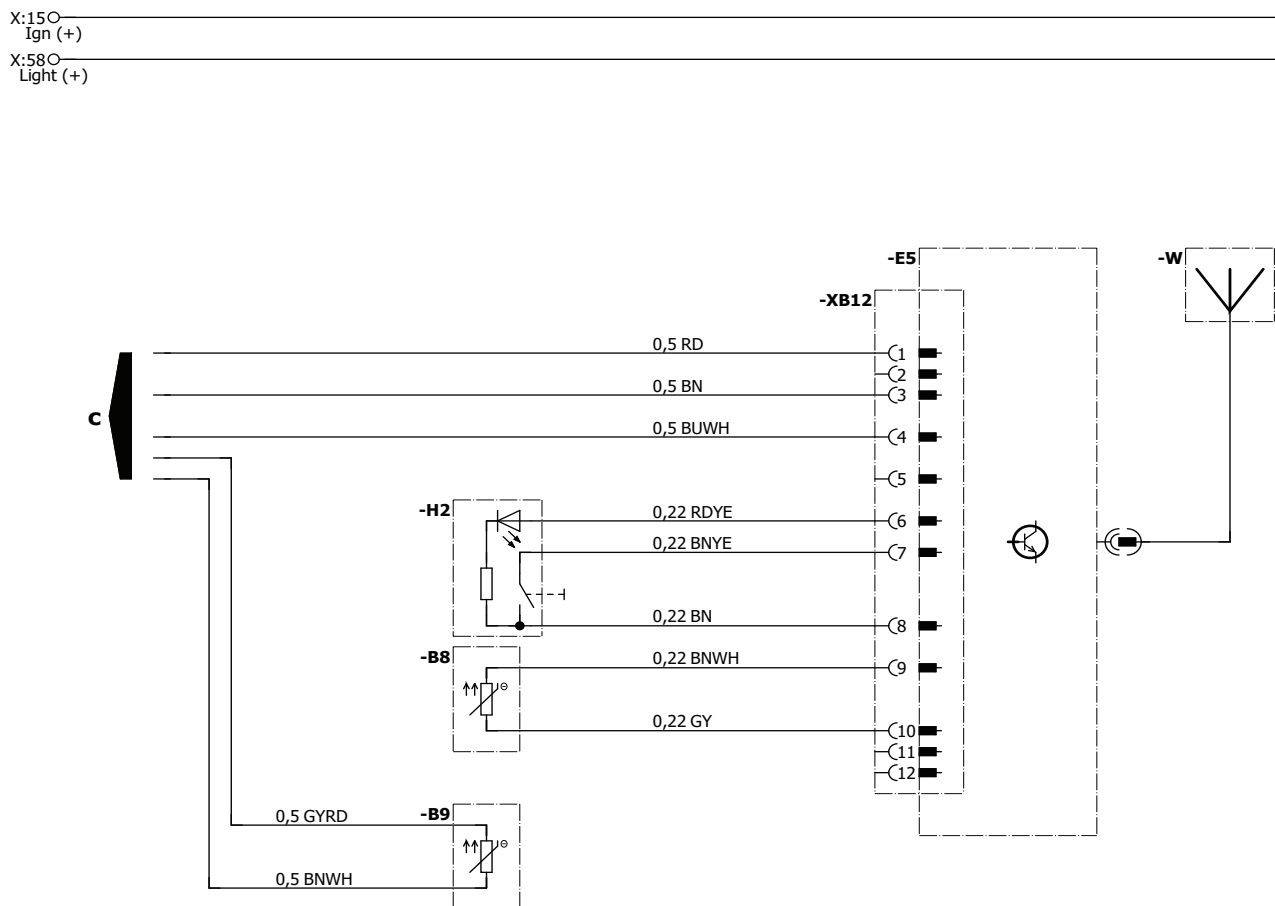 X:15
Ign (+)
X:58
Light (+)
-E5
-W
-XB12
0,5 RD
1
2
0,5 BN
3
C
0,5 BUWH
4
5
-H2
0,22 RDYE
6
0,22 BNYE
7
0,22 BN
8
-B8
0,22 BNWH
9
0,22 GY
10
11
12
0,5 GYRD
-B9
0,5 BNWH